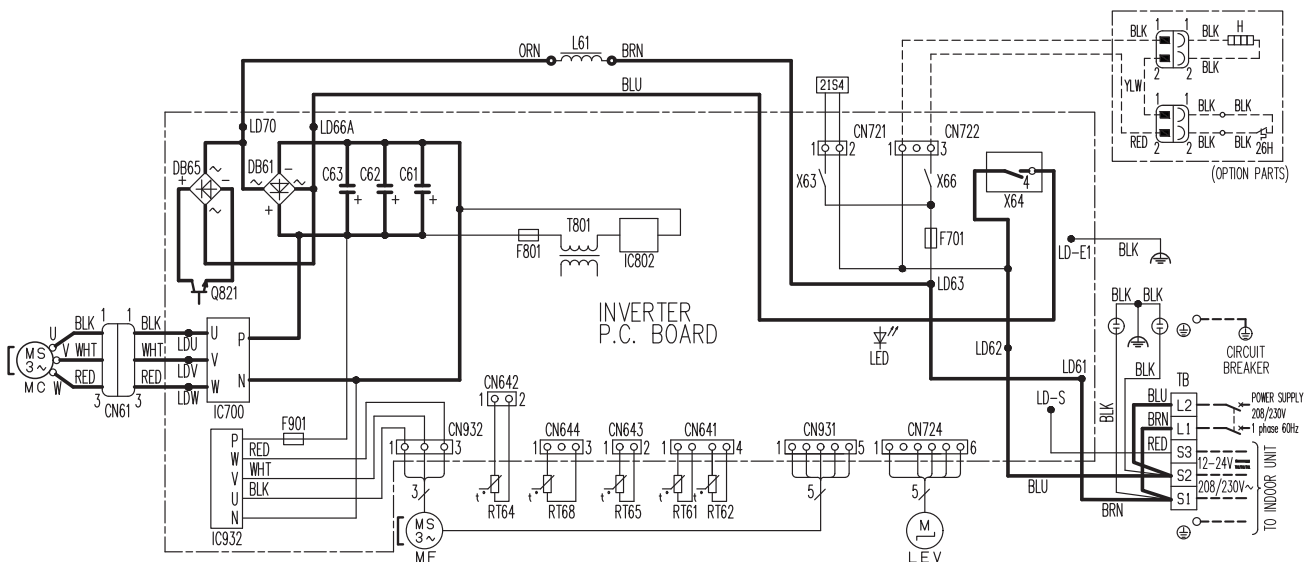 ORN L61 BRN
BLU
BLK 1 1 BLK H
2 2 BLK
YLW
1 1 BLK BLK
RED 2 2 BLK BLK 26H
(OPTION PARTS)
21S4
LD70 LD66A
CN721 CN722
1 2 1 3
DB65 ~ DB61 -
+ - ~ ~
~ +
C63 C62 C61
+ + +
X63 X66
4
X64
T801
F801 IC802
F701
LD-E1 BLK
Q821
LD63
INVERTER
P.C. BOARD
LED
LD62
LD61
BLK BLK
CIRCUIT
BREAKER
BLK
BLK
U BLK 1 1 BLK LDU U P
MS
3~ V WHT WHT LDV V
MC W RED 3 3 RED LDW W N
CN61 IC700
TB
BLU L2 POWER SUPPLY
208/230V
BRN L1 1 phase 60Hz
RED S3
12-24V
S2
208/230V~
S1
BLU
BRN
TO INDOOR UNIT
LD-S
F901
P RED
W WHT
V BLK
U
N
IC932
CN932
1 3
3
MS
3~
MF
CN642
1 2
t°
RT64
CN644
1 3
t°
RT68
CN643
1 2
t°
RT65
CN641
1 4
t° t°
RT61 RT62
CN931
1 5
5
CN724
1 6
5
M
LEV